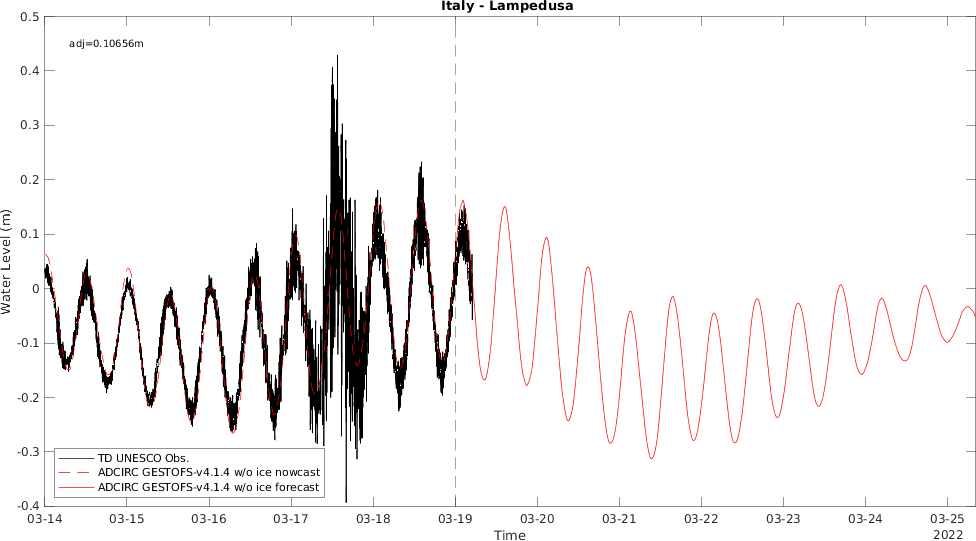 Italy - Lampedusa
adj=0.10656m
0.5
0.4
0.3
0.2
0.1
0
-0.1
-0.2
-0.3
-0.4
Water Level (m)
TD UNESCO Obs.
ADCIRC GESTOFS-v4.1.4 w/o ice nowcast
ADCIRC GESTOFS-v4.1.4 w/o ice forecast
03-14 03-15 03-16 03-17 03-18 03-19 03-20 03-21 03-22 03-23 03-24 03-25
Time
2022